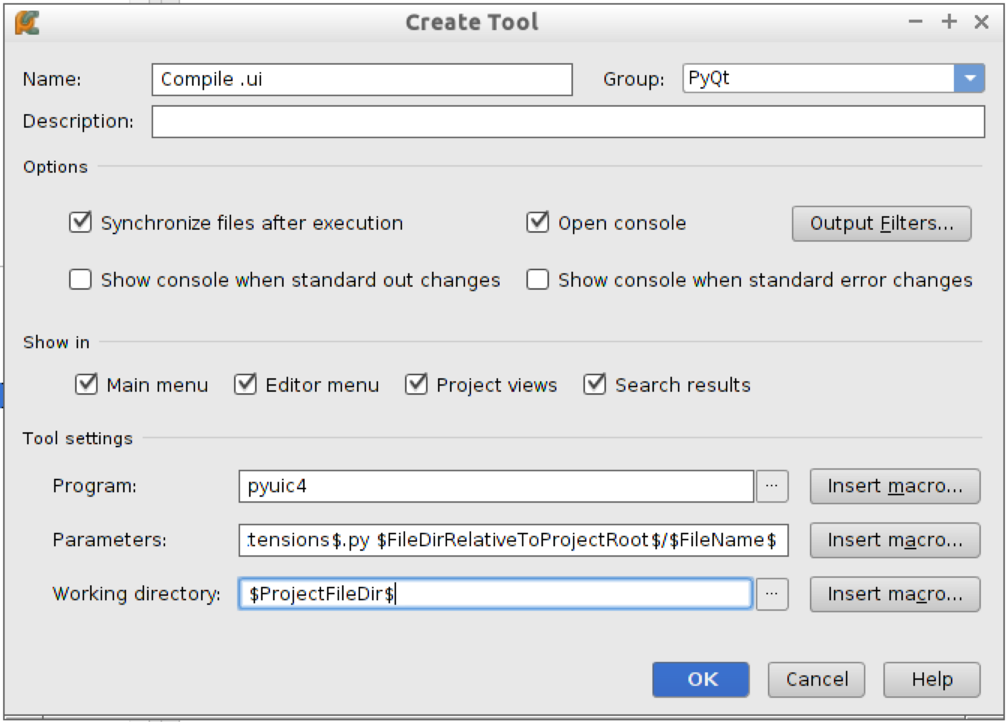 Create Tool
Name: Compile .ui Group: PyQt
Description:
Options
Synchronize files after execution Open console Output Filters...
Show console when standard out changes Show console when standard error changes
Show in
Main menu Editor menu Project views Search results
Tool settings
Program: pyuic4 ... Insert macro...
Parameters: tensions$.py $FileDirRelativeToProjectRoot$/$FileName$ Insert macro...
Working directory: $ProjectFileDir$ ... Insert macro...
OK Cancel Help